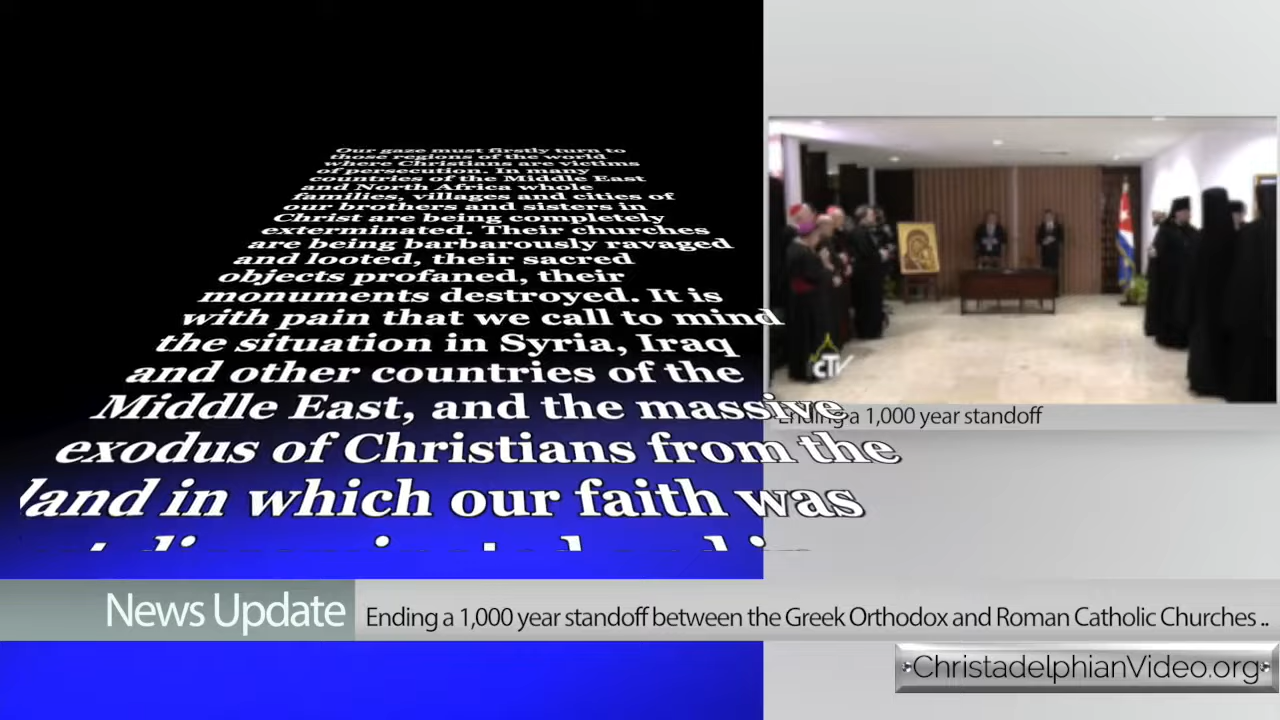 Our gaze must firstly turn to
those regions of the world
where Christians are victims
of persecution. In many
countries of the Middle East
and North Africa whole
families, villages and cities of
our brothers and sisters in
Christ are being completely
exterminated. Their churches
are being barbarously ravaged
and looted, their sacred
objects profaned, their
monuments destroyed. It is
with pain that we call to mind
the situation in Syria, Iraq
and other countries of the
Middle East, and the massive
exodus of Christians from the
land in which our faith was
cTV
Ending a 1,000 year standoff
News Update
Ending a 1,000 year standoff between the Greek Orthodox and Roman Catholic Churches ..
ChristadelphianVideo.org